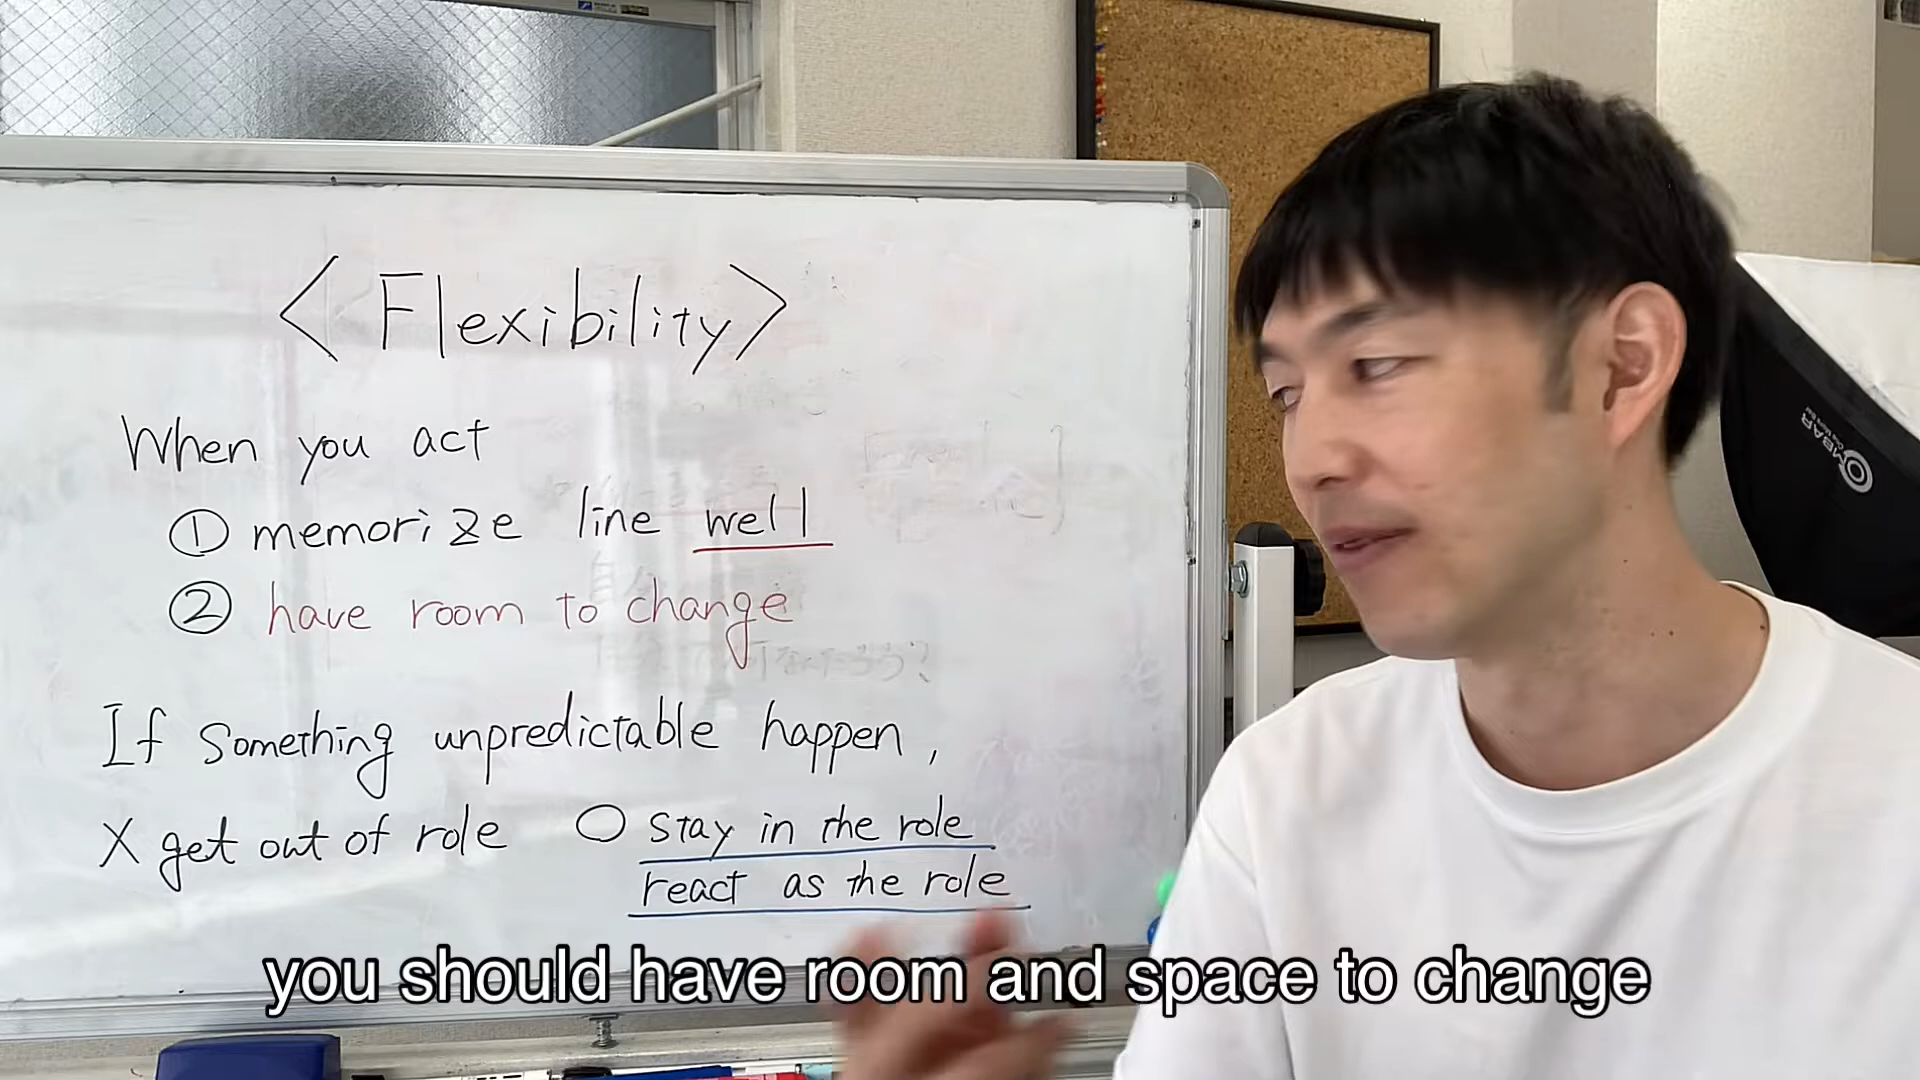 <Flexibility>
When you act
① memorize line well
② have room to change
If something unpredictable happen,
X get out of role ○ stay in the role
react as the role
you should have room and space to change
OMBAR